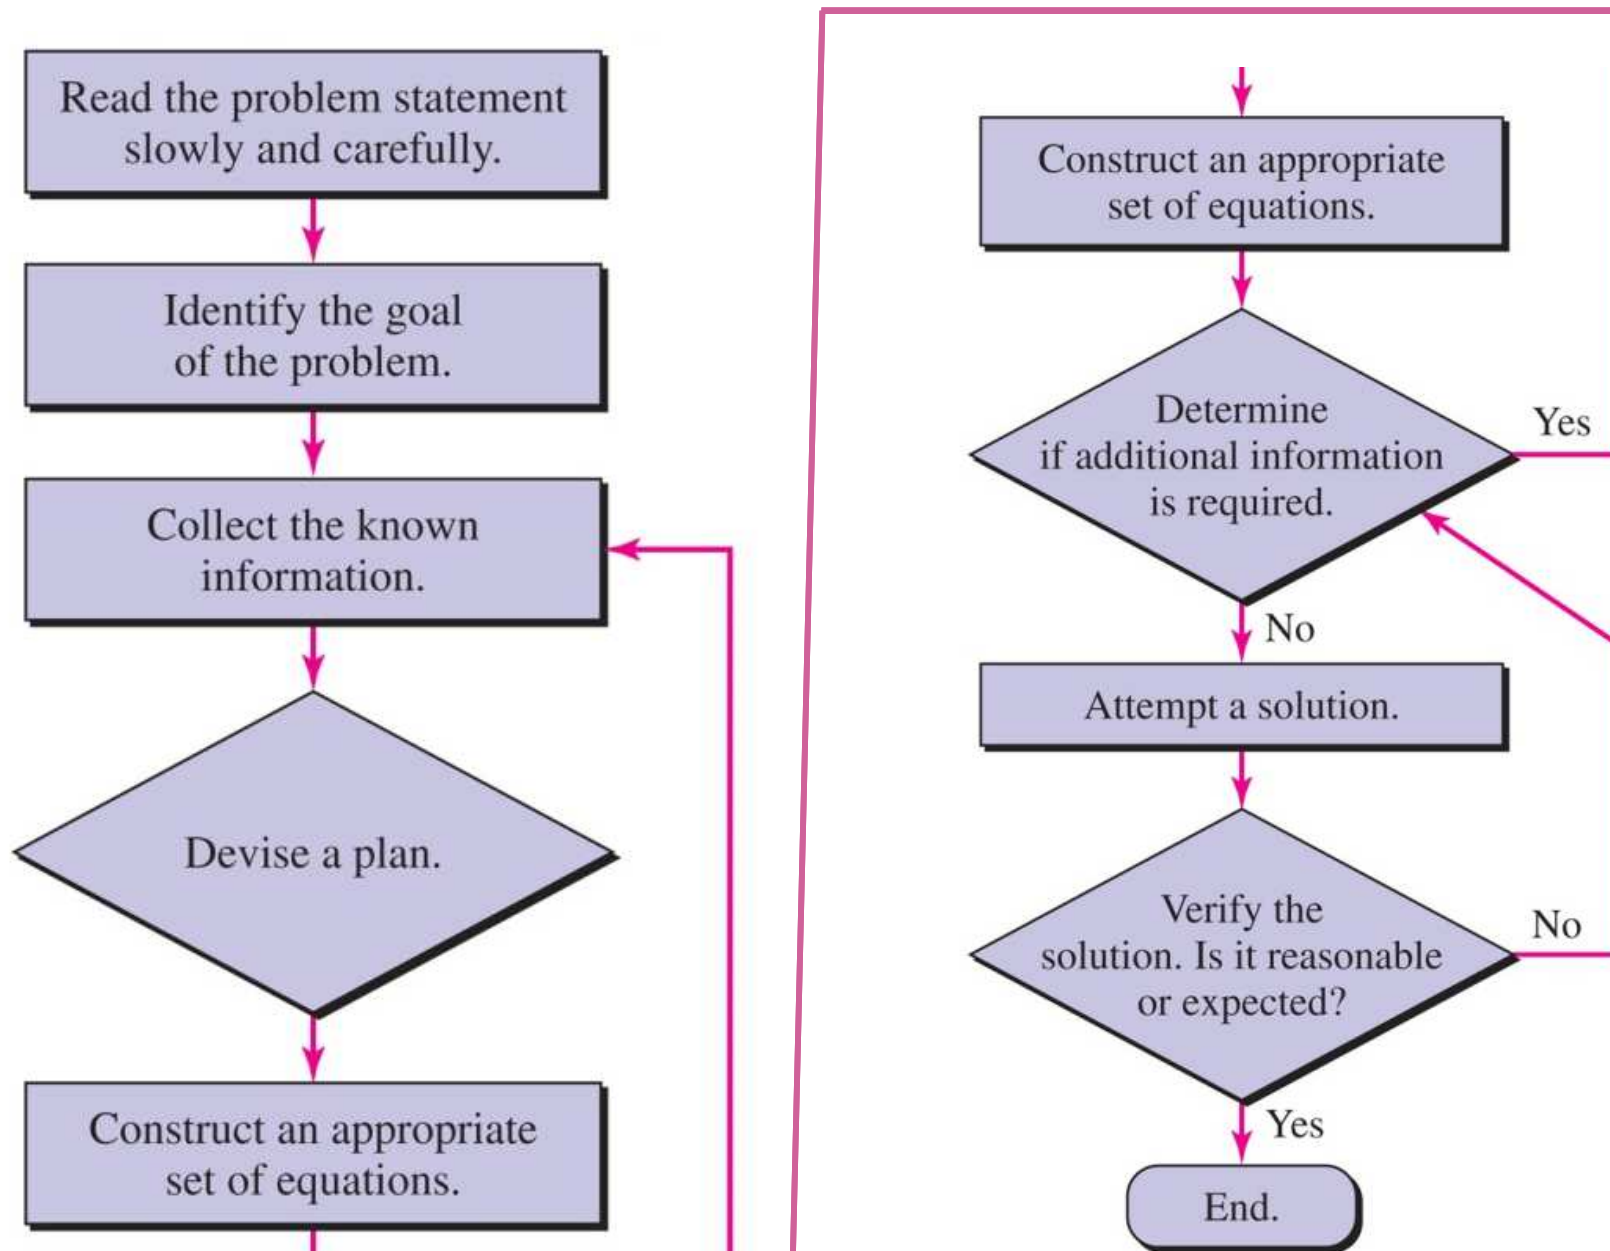 Read the problem statement
slowly and carefully.
Identify the goal
of the problem.
Collect the known
information.
Devise a plan.
Construct an appropriate
set of equations.
Construct an appropriate
set of equations.
Determine
if additional information
is required.
Yes
No
Attempt a solution.
Verify the
solution. Is it reasonable
or expected?
No
Yes
End.